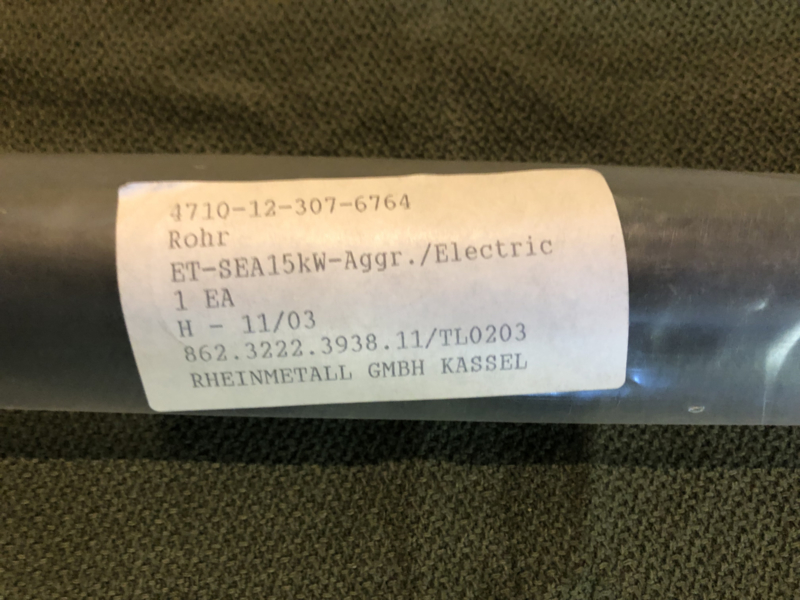 4710-12-307-6764
Rohr
ET-SEA15kW-Aggr./Electric
1 EA
H - 11/03
862.3222.3938.11/TL0203
RHEINMETALL GMBH KASSEL